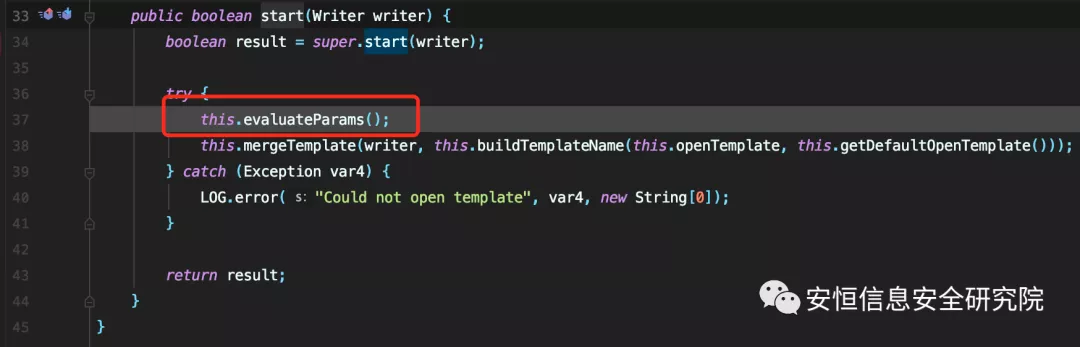 33 public boolean start(Writer writer) {
34 boolean result = super.start(writer);
35
36 try {
37 this.evaluateParams();
38 this.mergeTemplate(writer, this.buildTemplateName(this.openTemplate, this.getDefaultOpenTemplate()));
39 } catch (Exception var4) {
40 LOG.error( s: "Could not open template", var4, new String[0]);
41 }
42
43 return result;
44 }
45 }
安恒信息安全研究院